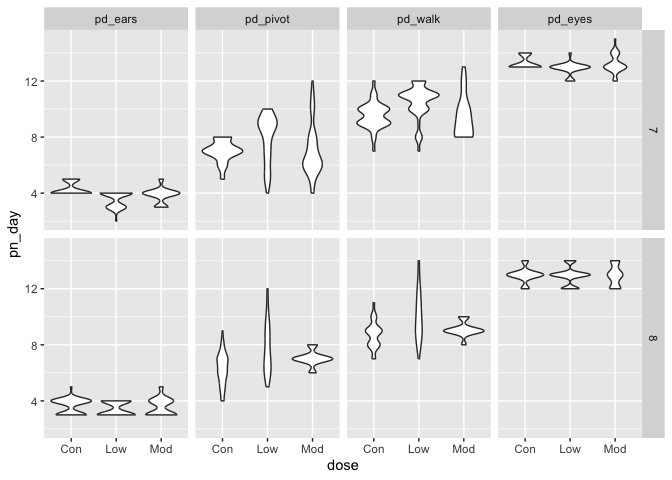 pd_ears pd_pivot pd_walk pd_eyes
12
8
4
7
pn_day
12
8
4
8
Con Low Mod Con Low Mod Con Low Mod Con Low Mod
dose